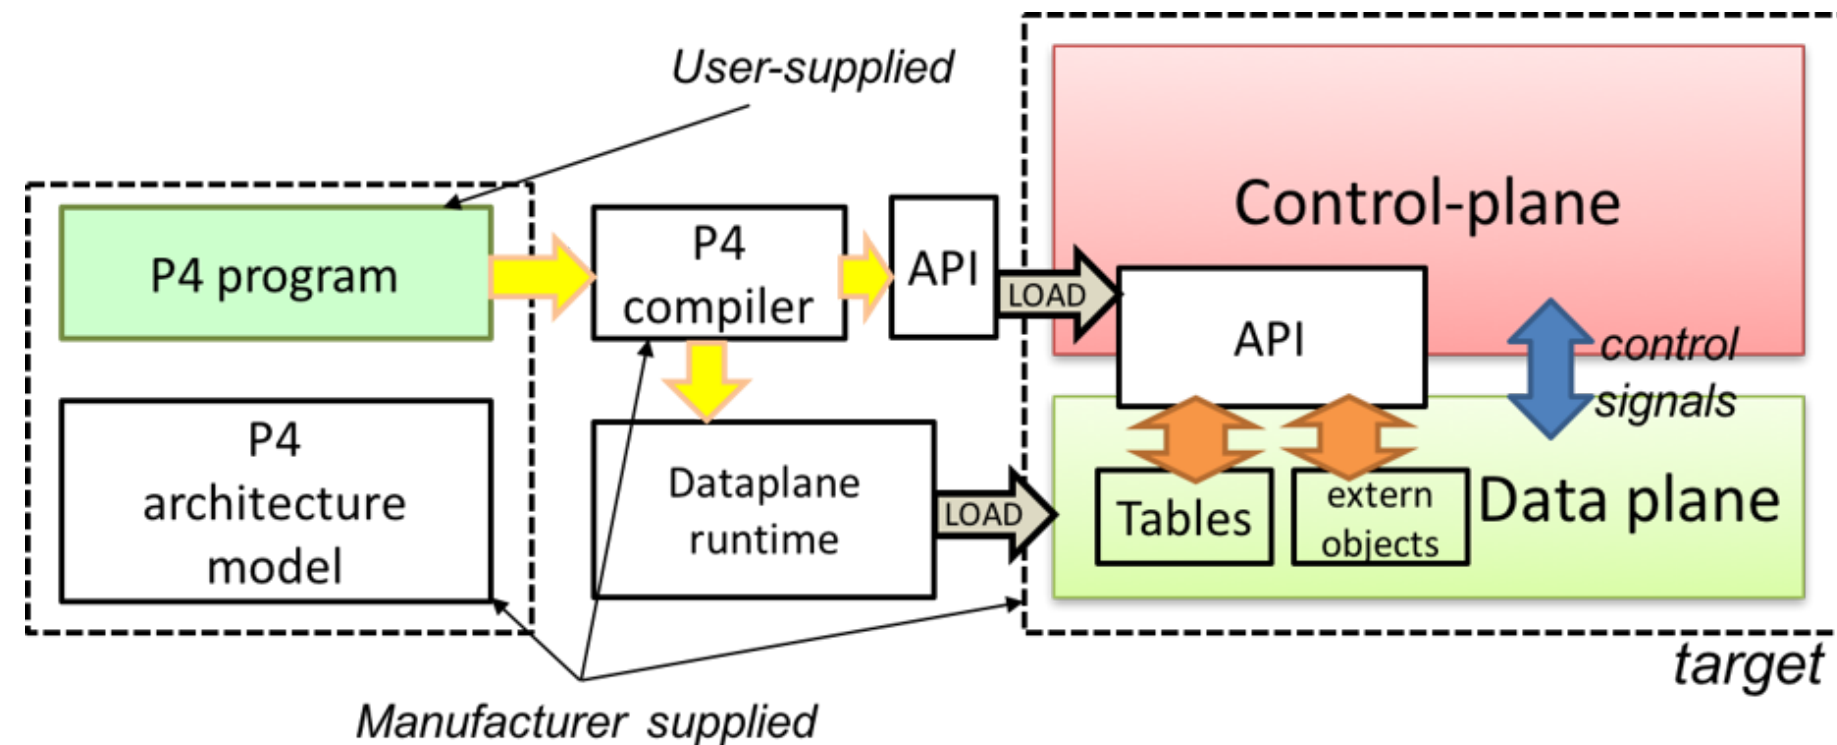 User-supplied
P4 program
P4
compiler
API
LOAD
Control-plane
API
control
signals
P4
architecture
model
Dataplane
runtime
LOAD
Tables
extern
objects
Data plane
target
Manufacturer supplied